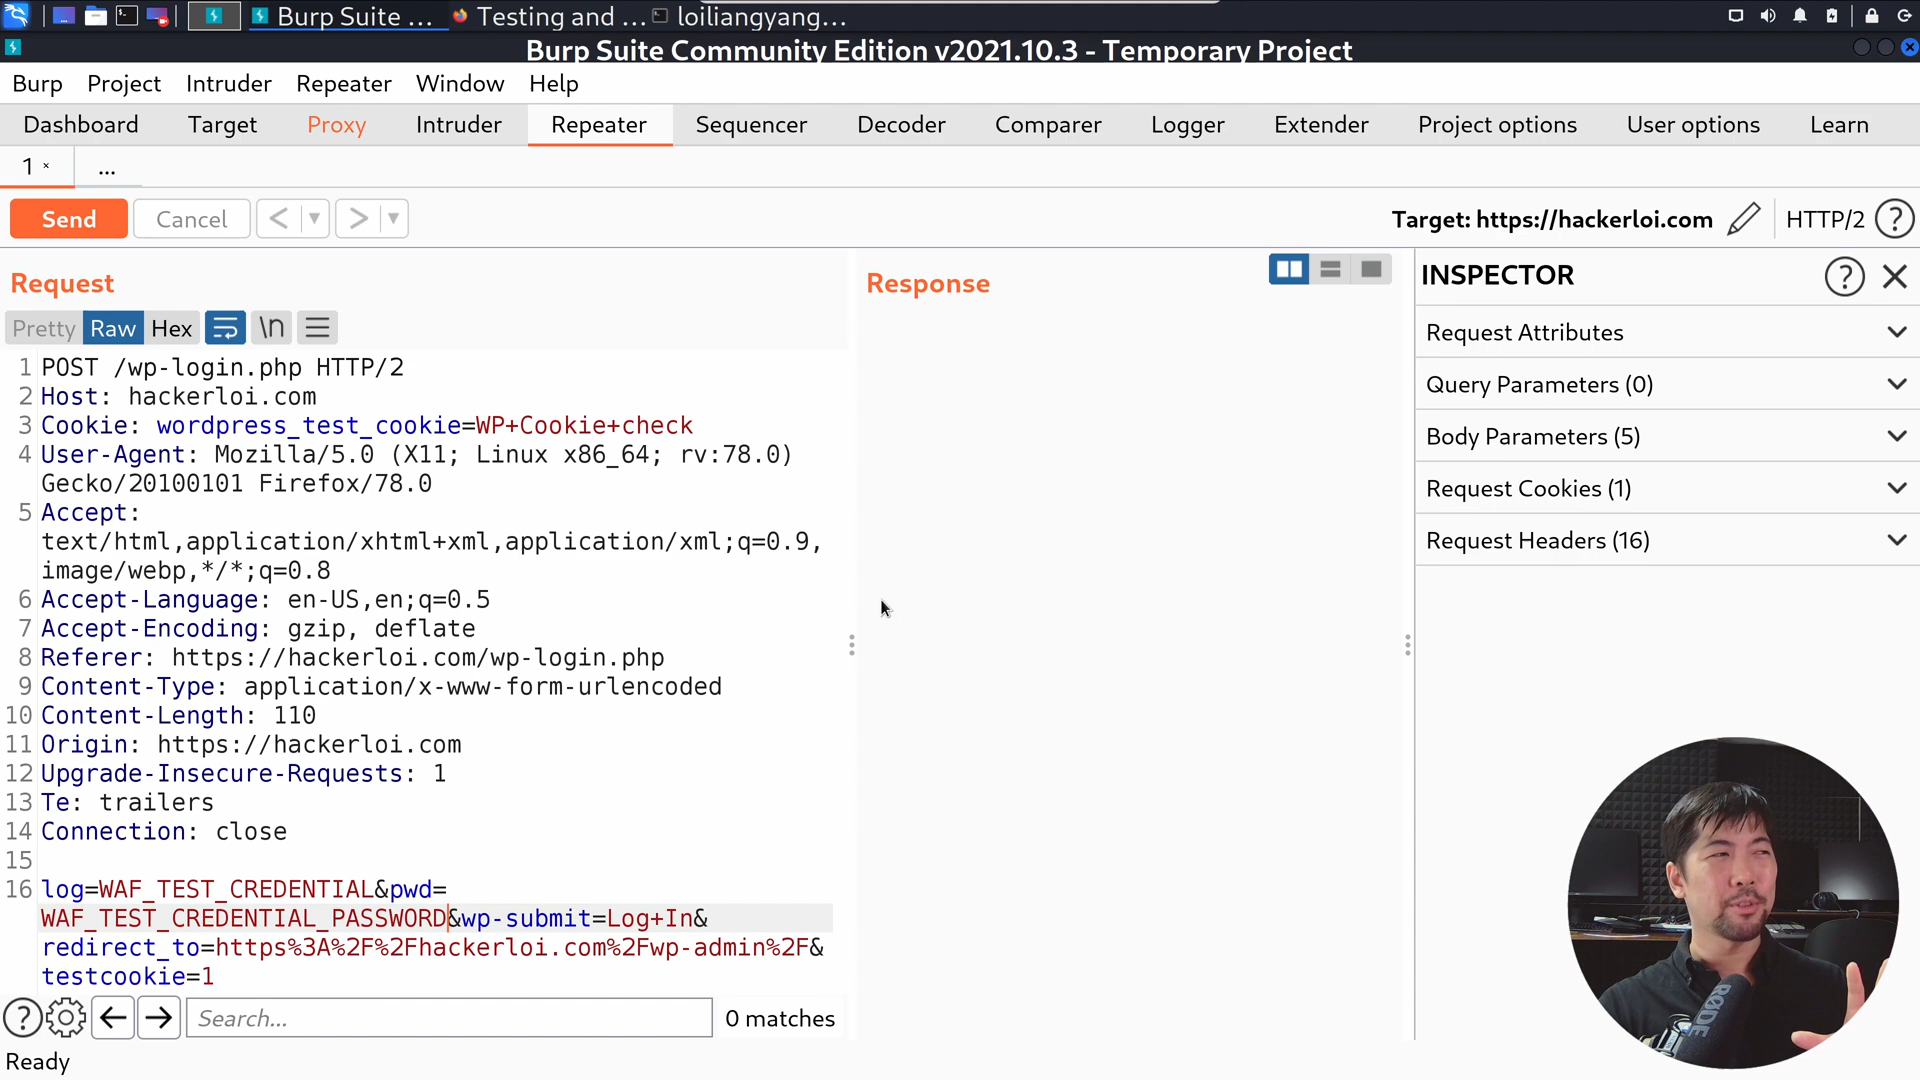 Burp Suite ...
Testing and ...
loiliangyang...
Burp Suite Community Edition v2021.10.3 - Temporary Project
Burp Project Intruder Repeater Window Help
Dashboard Target Proxy Intruder Repeater Sequencer Decoder Comparer Logger Extender Project options User options Learn
1 × ...
Send Cancel < ▼ > ▼ Target: https://hackerloi.com HTTP/2 ?
Request
Pretty Raw Hex \n
1 POST /wp-login.php HTTP/2
2 Host: hackerloi.com
3 Cookie: wordpress_test_cookie=WP+Cookie+check
4 User-Agent: Mozilla/5.0 (X11; Linux x86_64; rv:78.0)
Gecko/20100101 Firefox/78.0
5 Accept:
text/html,application/xhtml+xml,application/xml;q=0.9,
image/webp,*/*;q=0.8
6 Accept-Language: en-US,en;q=0.5
7 Accept-Encoding: gzip, deflate
8 Referer: https://hackerloi.com/wp-login.php
9 Content-Type: application/x-www-form-urlencoded
10 Content-Length: 110
11 Origin: https://hackerloi.com
12 Upgrade-Insecure-Requests: 1
13 Te: trailers
14 Connection: close
15
16 log=WAF_TEST_CREDENTIAL&pwd=
WAF_TEST_CREDENTIAL_PASSWORD&wp-submit=Log+In&
redirect_to=https%3A%2F%2Fhackerloi.com%2Fwp-admin%2F&
testcookie=1
? Search... 0 matches
Ready
Response
INSPECTOR ?
Request Attributes
Query Parameters (0)
Body Parameters (5)
Request Cookies (1)
Request Headers (16)
RØDE